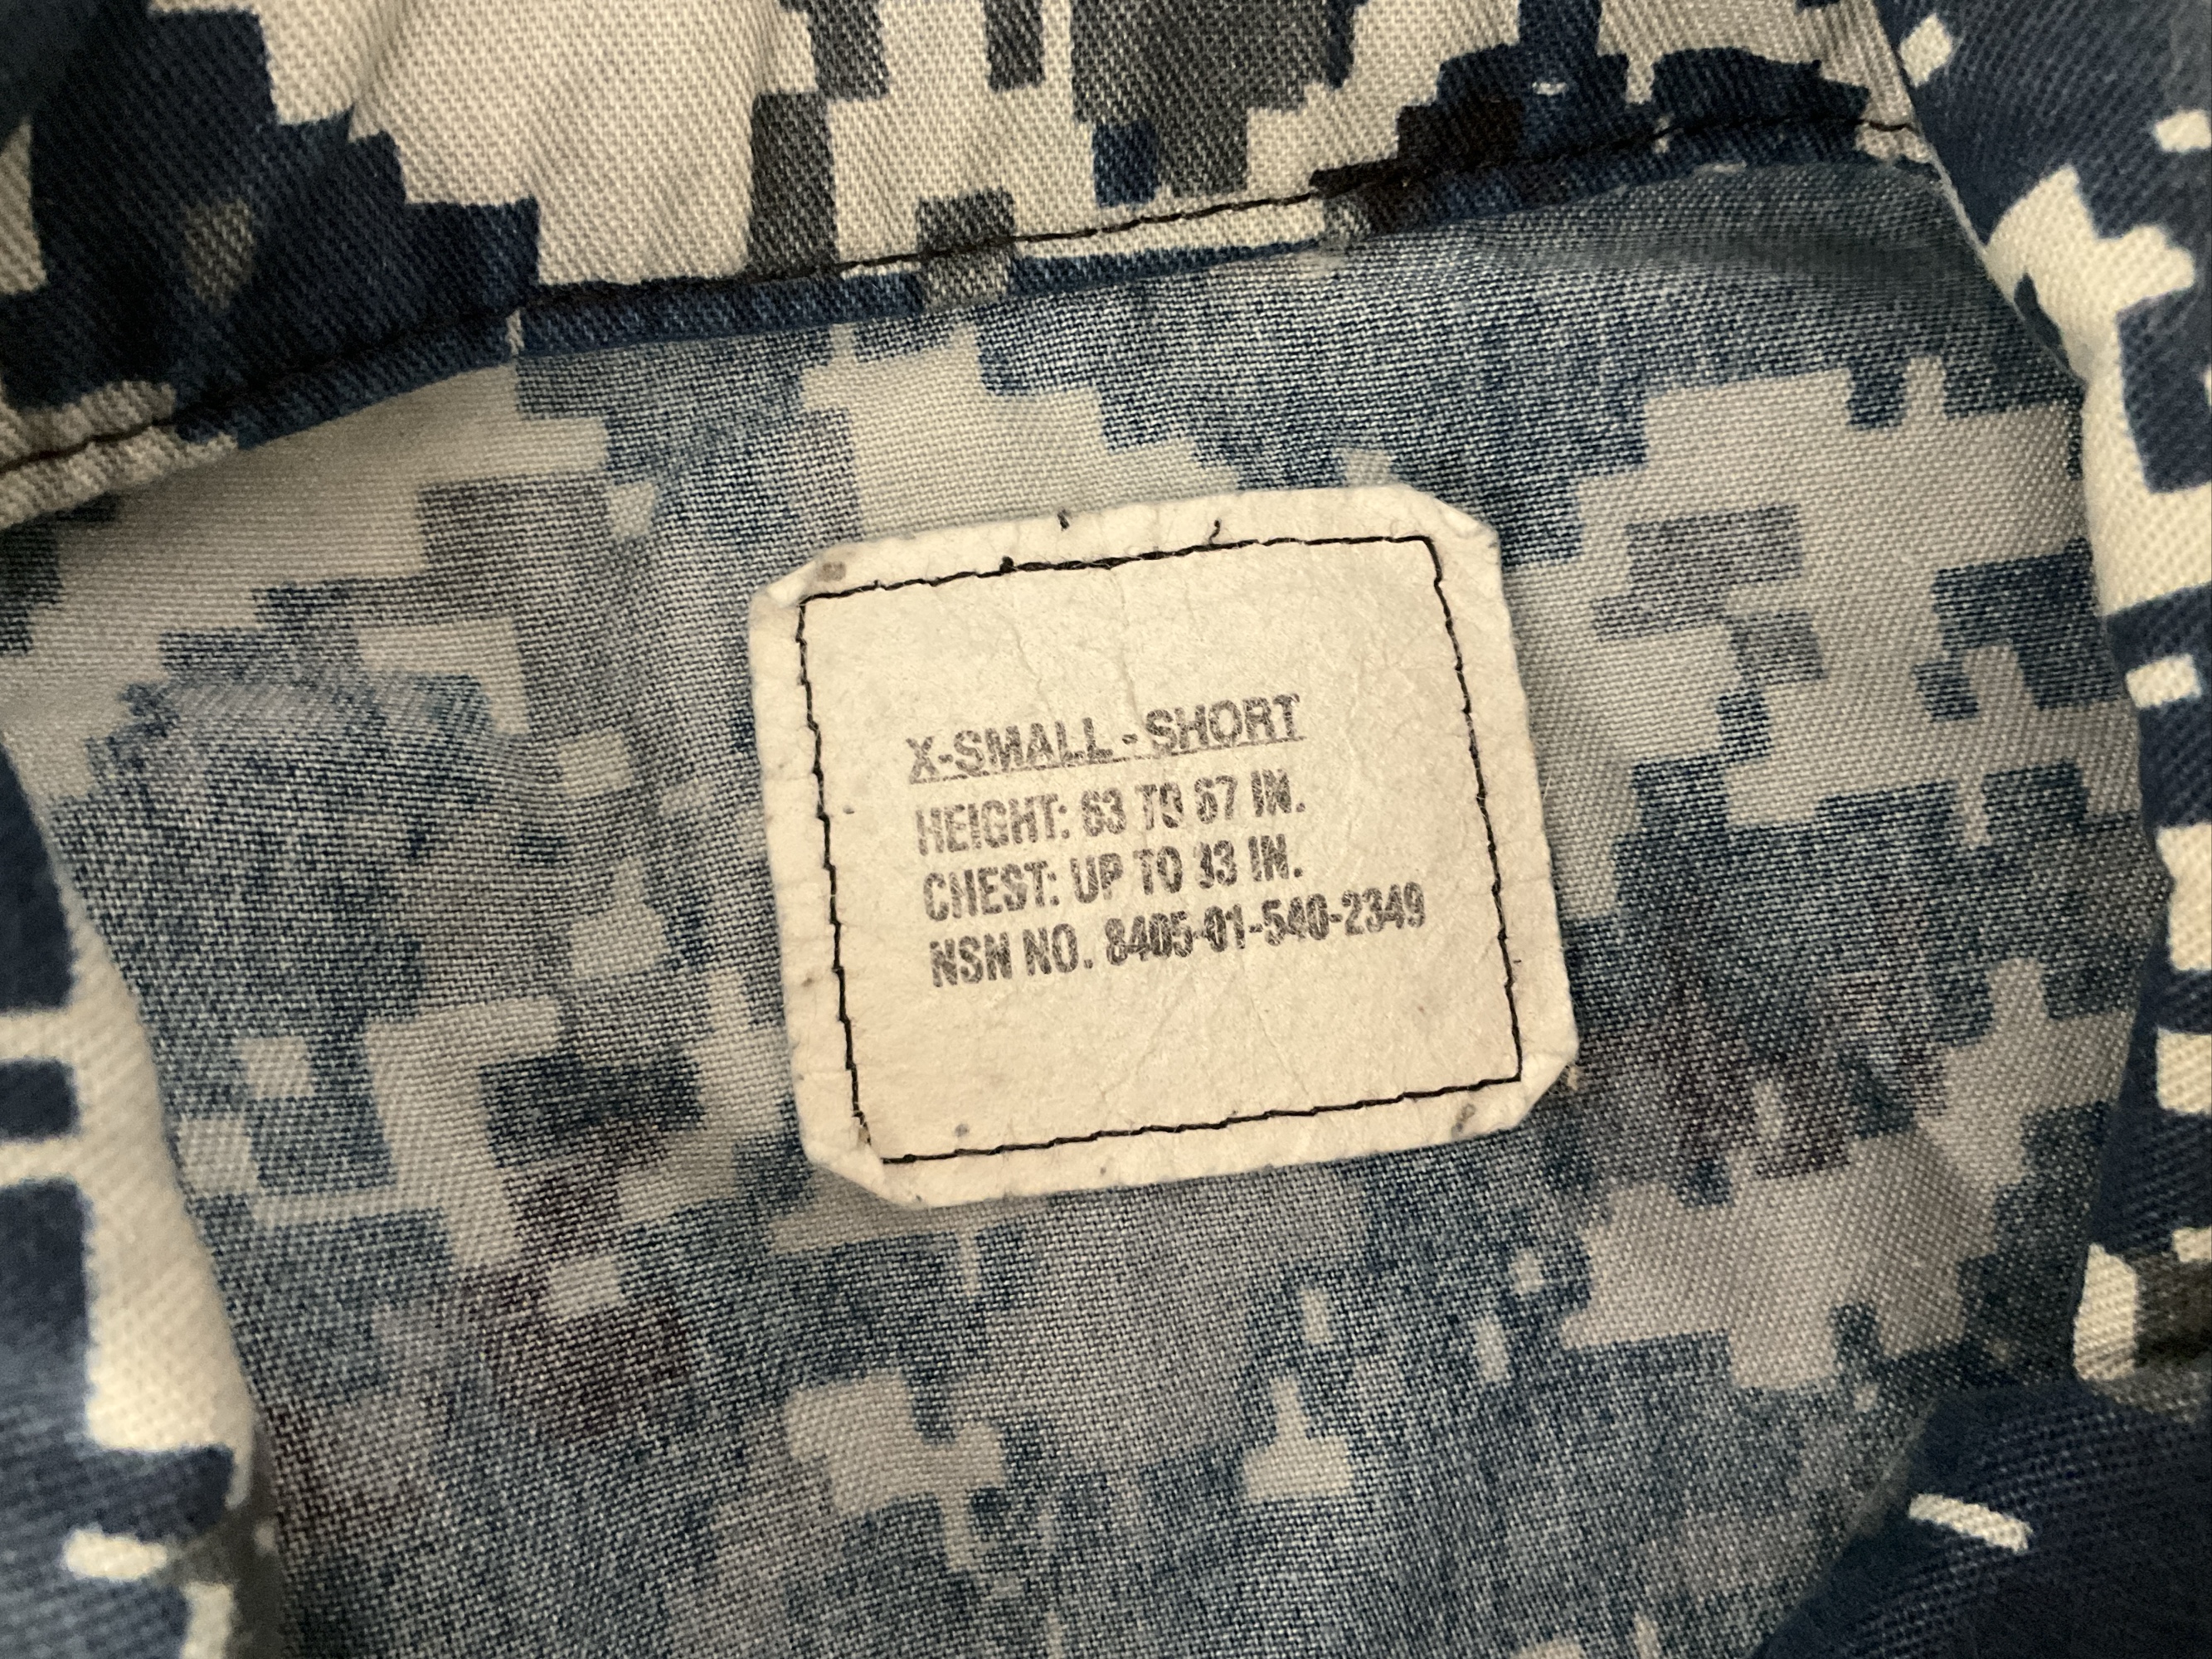 X-SMALL - SHORT
HEIGHT: 63 TO 67 IN.
CHEST: UP TO 33 IN.
NSN NO. 8405-01-540-2349